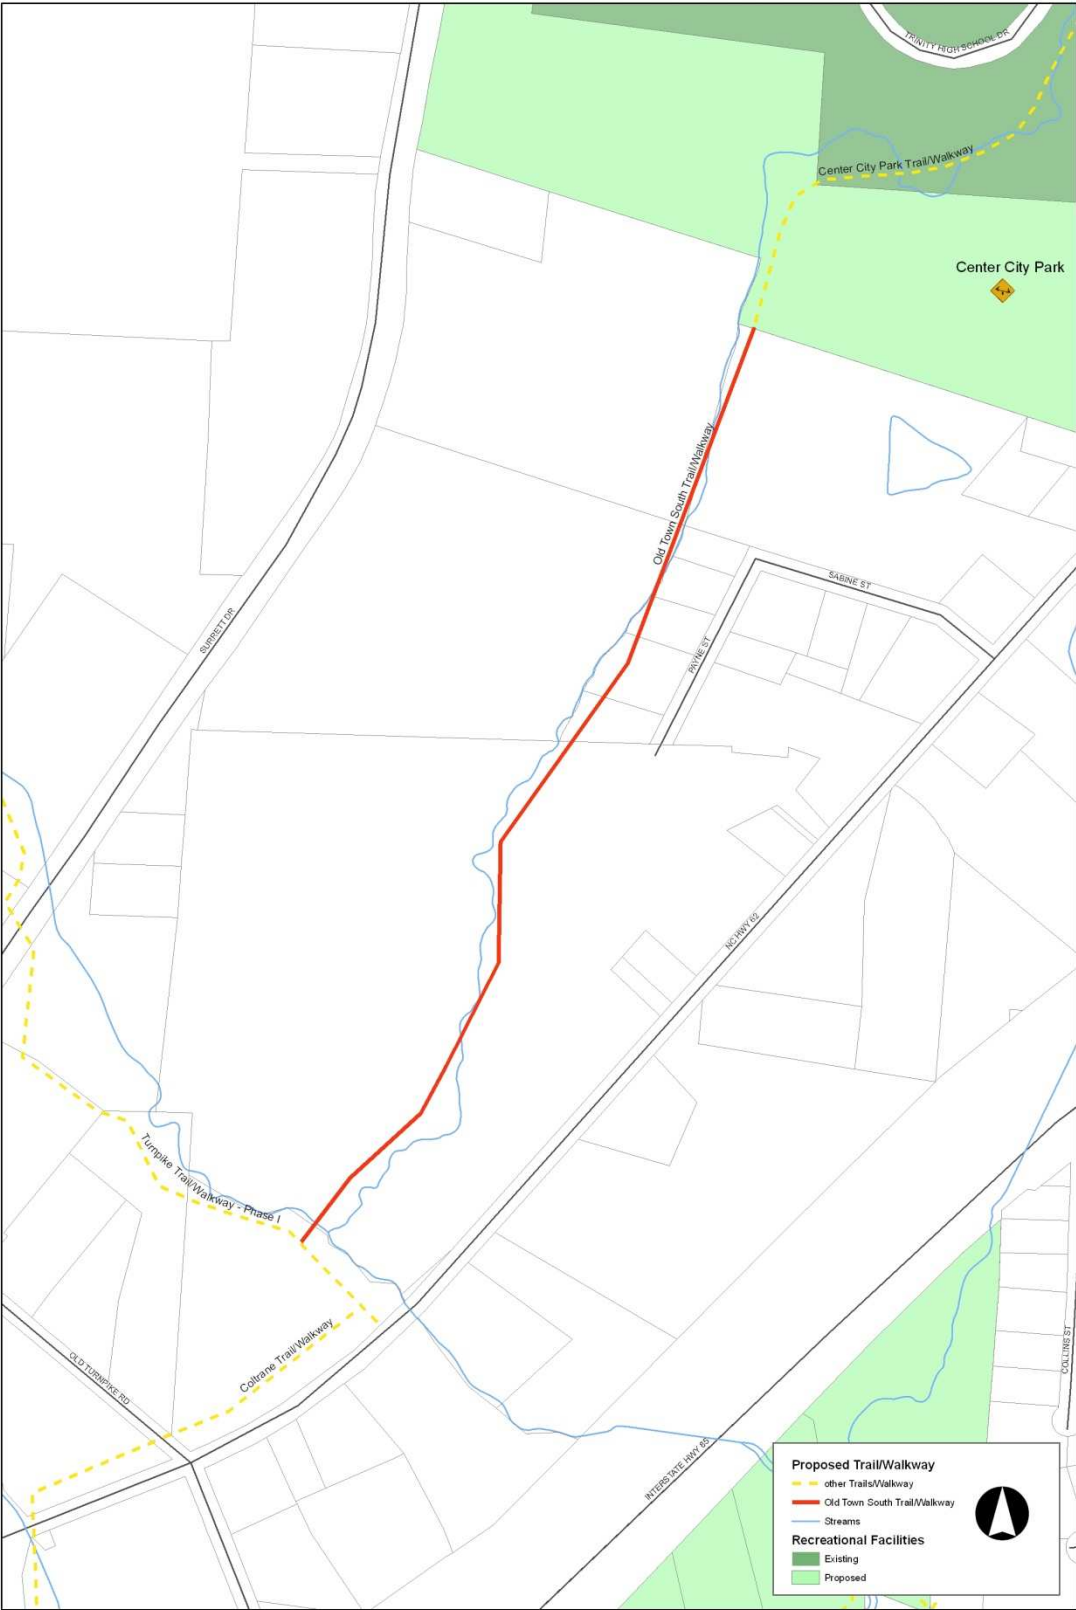 TRINITY HIGH SCHOOL DR
Center City Park Trail/Walkway
Center City Park
Old Town South Trail/Walkway
SABINE ST
SURRETT DR
PAYNE ST
NC HWY 62
Turnpike Trail/Walkway - Phase I
Coltrane Trail/Walkway
OLD TURNPIKE RD
COLLINS ST
INTERSTATE HWY 85
Proposed Trail/Walkway
other Trails/Walkway
Old Town South Trail/Walkway
Streams
Recreational Facilities
Existing
Proposed